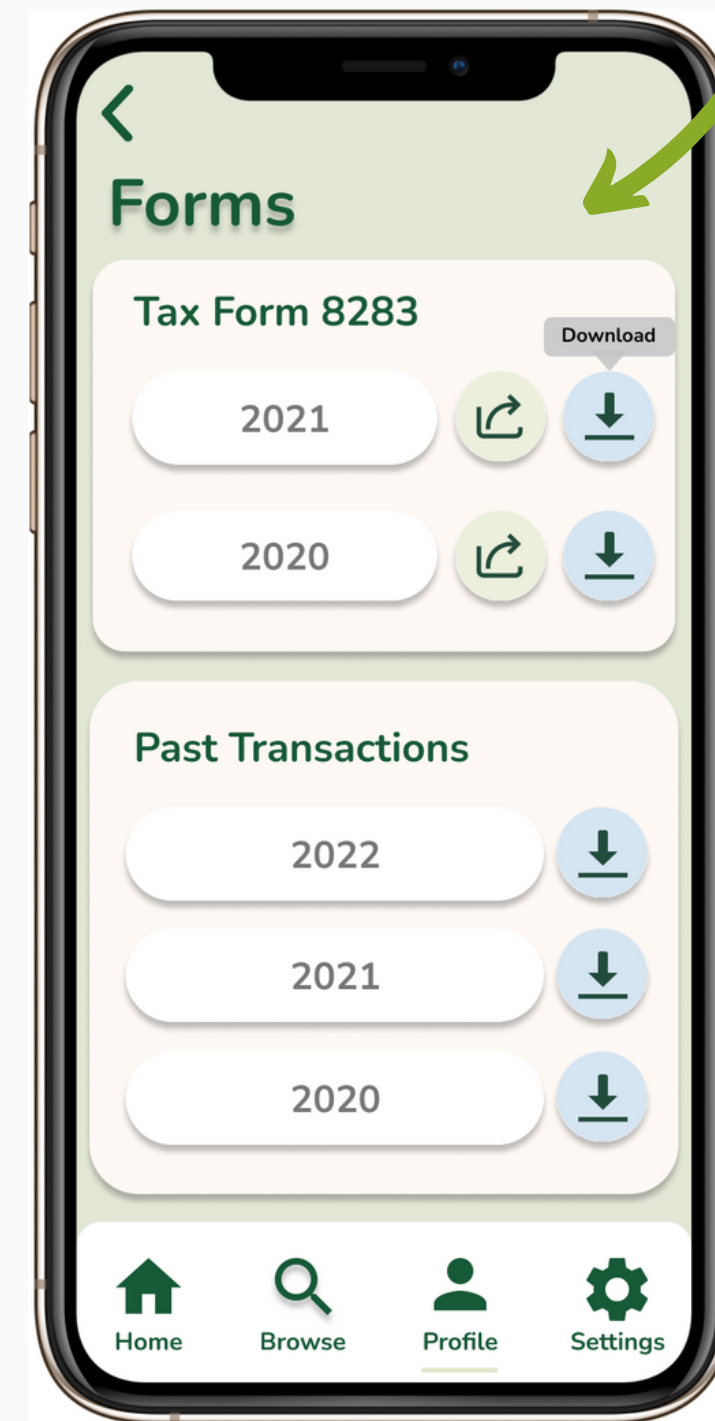 Forms
Tax Form 8283
Download
2021
2020
Past Transactions
2022
2021
2020
Home Browse Profile Settings